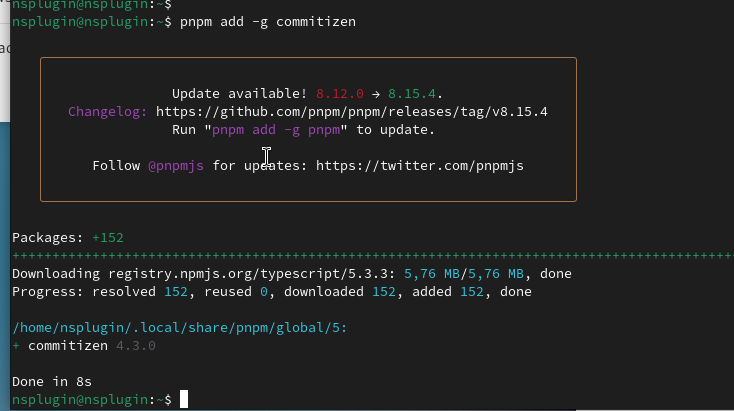 nsplugin@nsplugin:~$
nsplugin@nsplugin:~$ pnpm add -g commitizen
Update available! 8.12.0 → 8.15.4.
Changelog: https://github.com/pnpm/pnpm/releases/tag/v8.15.4
Run "pnpm add -g pnpm" to update.
Follow @pnpmjs for updates: https://twitter.com/pnpmjs
Packages: +152
+++++++++++++++++++++++++++++++++++++++++++++++++++++++++++++++++++++++++++++++++++++++++++
Downloading registry.npmjs.org/typescript/5.3.3: 5,76 MB/5,76 MB, done
Progress: resolved 152, reused 0, downloaded 152, added 152, done
/home/nsplugin/.local/share/pnpm/global/5:
+ commitizen 4.3.0
Done in 8s
nsplugin@nsplugin:~$